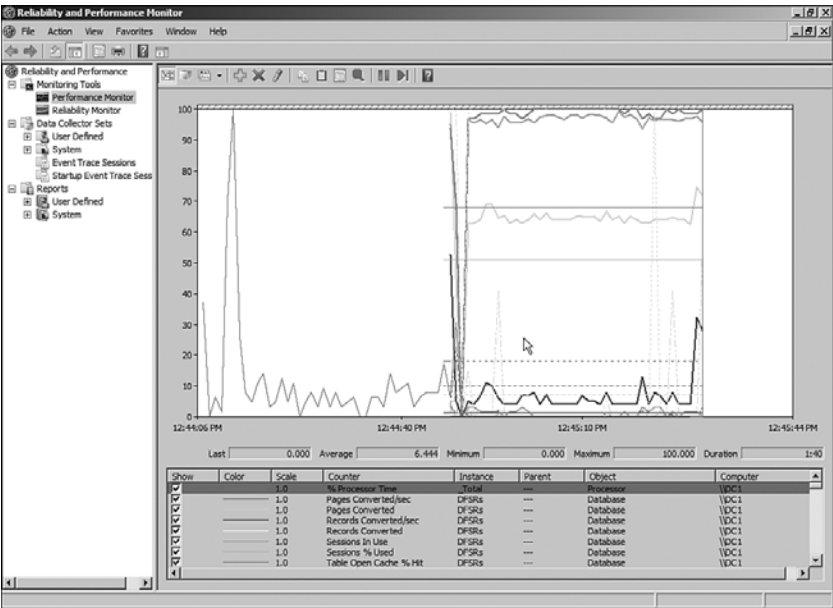 Reliability and Performance Monitor
File Action View Favorites Window Help
Reliability and Performance
Monitoring Tools
Performance Monitor
Reliability Monitor
Data Collector Sets
User Defined
System
Event Trace Sessions
Startup Event Trace Sess
Reports
User Defined
System
100
90
80
70
60
50
40
30
20
10
0
12:44:06 PM 12:44:40 PM 12:45:10 PM 12:45:44 PM
Last 0.000 Average 6.444 Minimum 0.000 Maximum 100.000 Duration 1:40
Show Color Scale Counter Instance Parent Object Computer
1.0 % Processor Time _Total --- Processor \\DC1
1.0 Pages Converted/sec DFSRs --- Database \\DC1
1.0 Pages Converted DFSRs --- Database \\DC1
1.0 Records Converted/sec DFSRs --- Database \\DC1
1.0 Records Converted DFSRs --- Database \\DC1
1.0 Sessions In Use DFSRs --- Database \\DC1
1.0 Sessions % Used DFSRs --- Database \\DC1
1.0 Table Open Cache % Hit DFSRs --- Database \\DC1